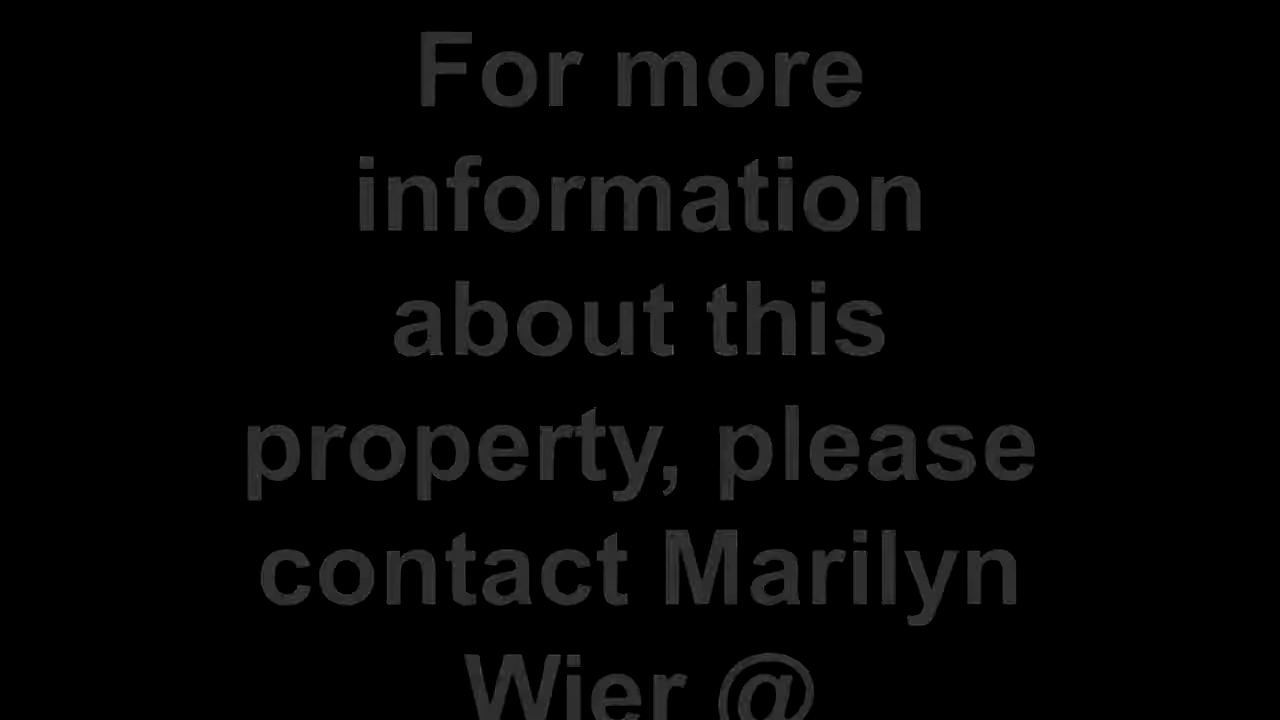 For more
information
about this
property, please
contact Marilyn
Wier @